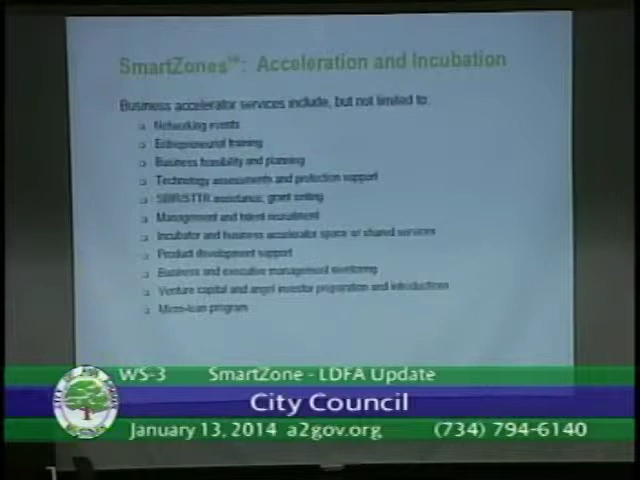 SmartZones™: Acceleration and Incubation
Business accelerator services include, but not limited to:
Networking events
Entrepreneurial training
Business feasibility and planning
Technology assessments and protection support
SBIR/STTR assistance, grant writing
Management and talent recruitment
Incubator and business accelerator space or shared services
Product development support
Business and executive management mentoring
Venture capital and angel investor preparation and introductions
Micro-loan program
WS-3 SmartZone - LDFA Update
City Council
January 13, 2014 a2gov.org (734) 794-6140